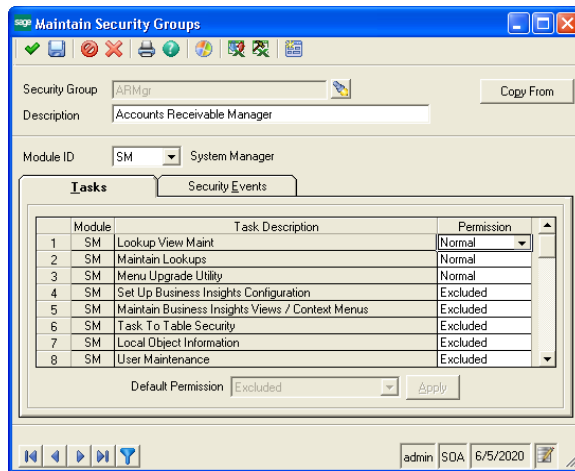 sage Maintain Security Groups
Security Group ARMgr
Copy From
Description Accounts Receivable Manager
Module ID SM System Manager
Tasks Security Events
Module Task Description Permission
1 SM Lookup View Maint Normal
2 SM Maintain Lookups Normal
3 SM Menu Upgrade Utility Normal
4 SM Set Up Business Insights Configuration Excluded
5 SM Maintain Business Insights Views / Context Menus Excluded
6 SM Task To Table Security Excluded
7 SM Local Object Information Excluded
8 SM User Maintenance Excluded
Default Permission Excluded Apply
admin SOA 6/5/2020